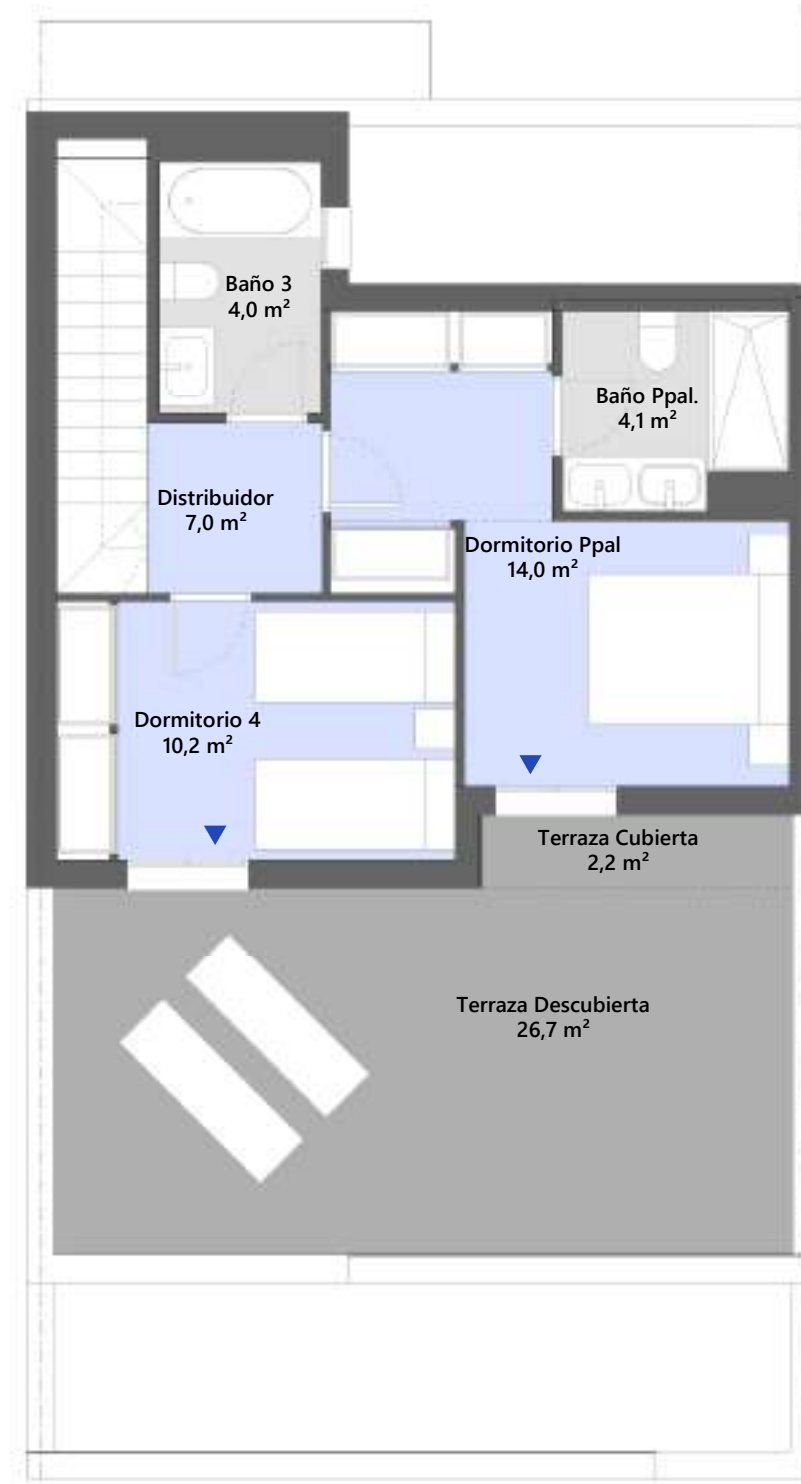 Baño 3
4,0 m²
Baño Ppal.
4,1 m²
Distribuidor
7,0 m²
Dormitorio Ppal
14,0 m²
Dormitorio 4
10,2 m²
Terraza Cubierta
2,2 m²
Terraza Descubierta
26,7 m²